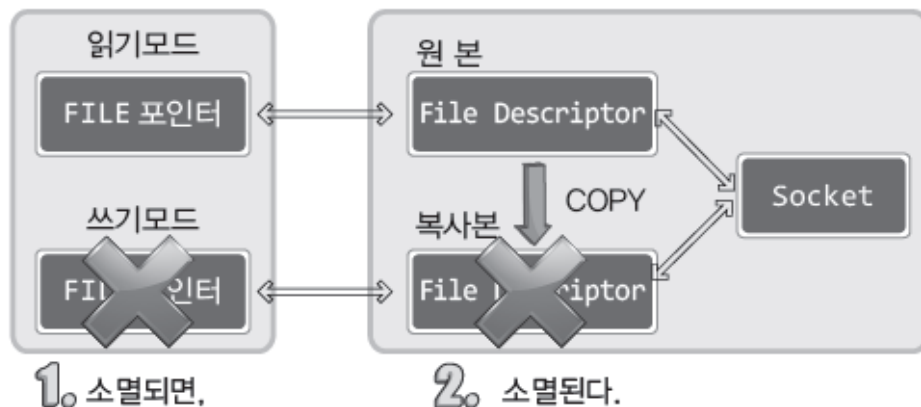 읽기모드
FILE 포인터
쓰기모드
원 본
File Descriptor
COPY
복사본
Socket
1. 소멸되면,
2. 소멸된다.